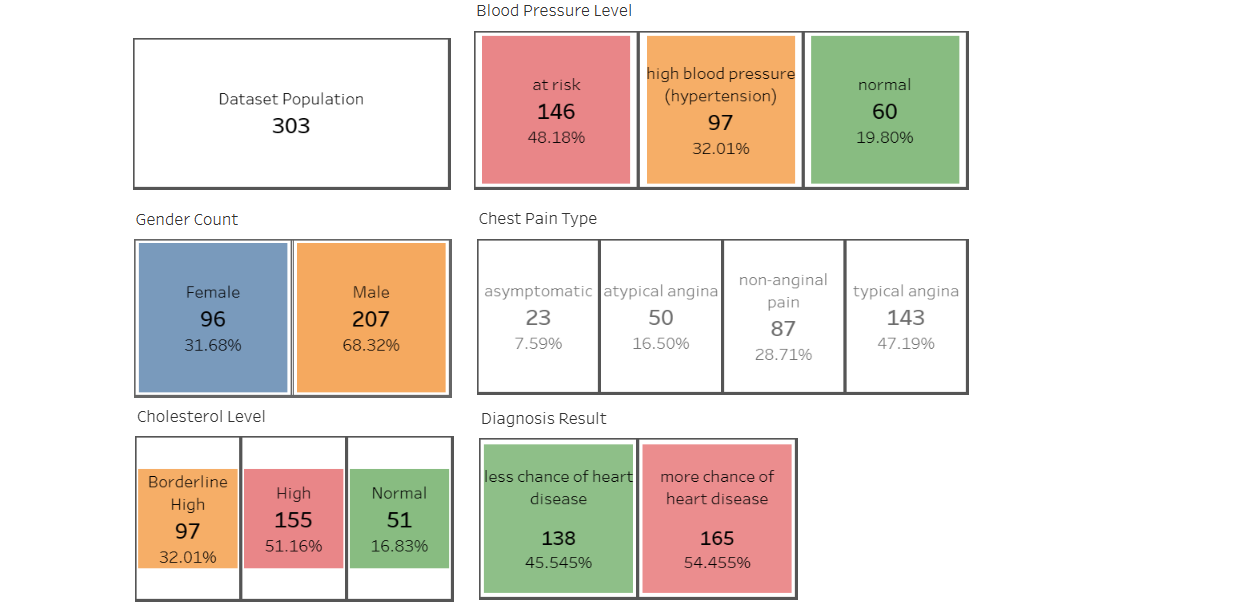 Blood Pressure Level
Dataset Population
303
at risk
146
48.18%
high blood pressure
(hypertension)
97
32.01%
normal
60
19.80%
Gender Count
Female
96
31.68%
Male
207
68.32%
Chest Pain Type
asymptomatic
23
7.59%
atypical angina
50
16.50%
non-anginal
pain
87
28.71%
typical angina
143
47.19%
Cholesterol Level
Borderline
High
97
32.01%
High
155
51.16%
Normal
51
16.83%
Diagnosis Result
less chance of heart
disease
138
45.545%
more chance of
heart disease
165
54.455%